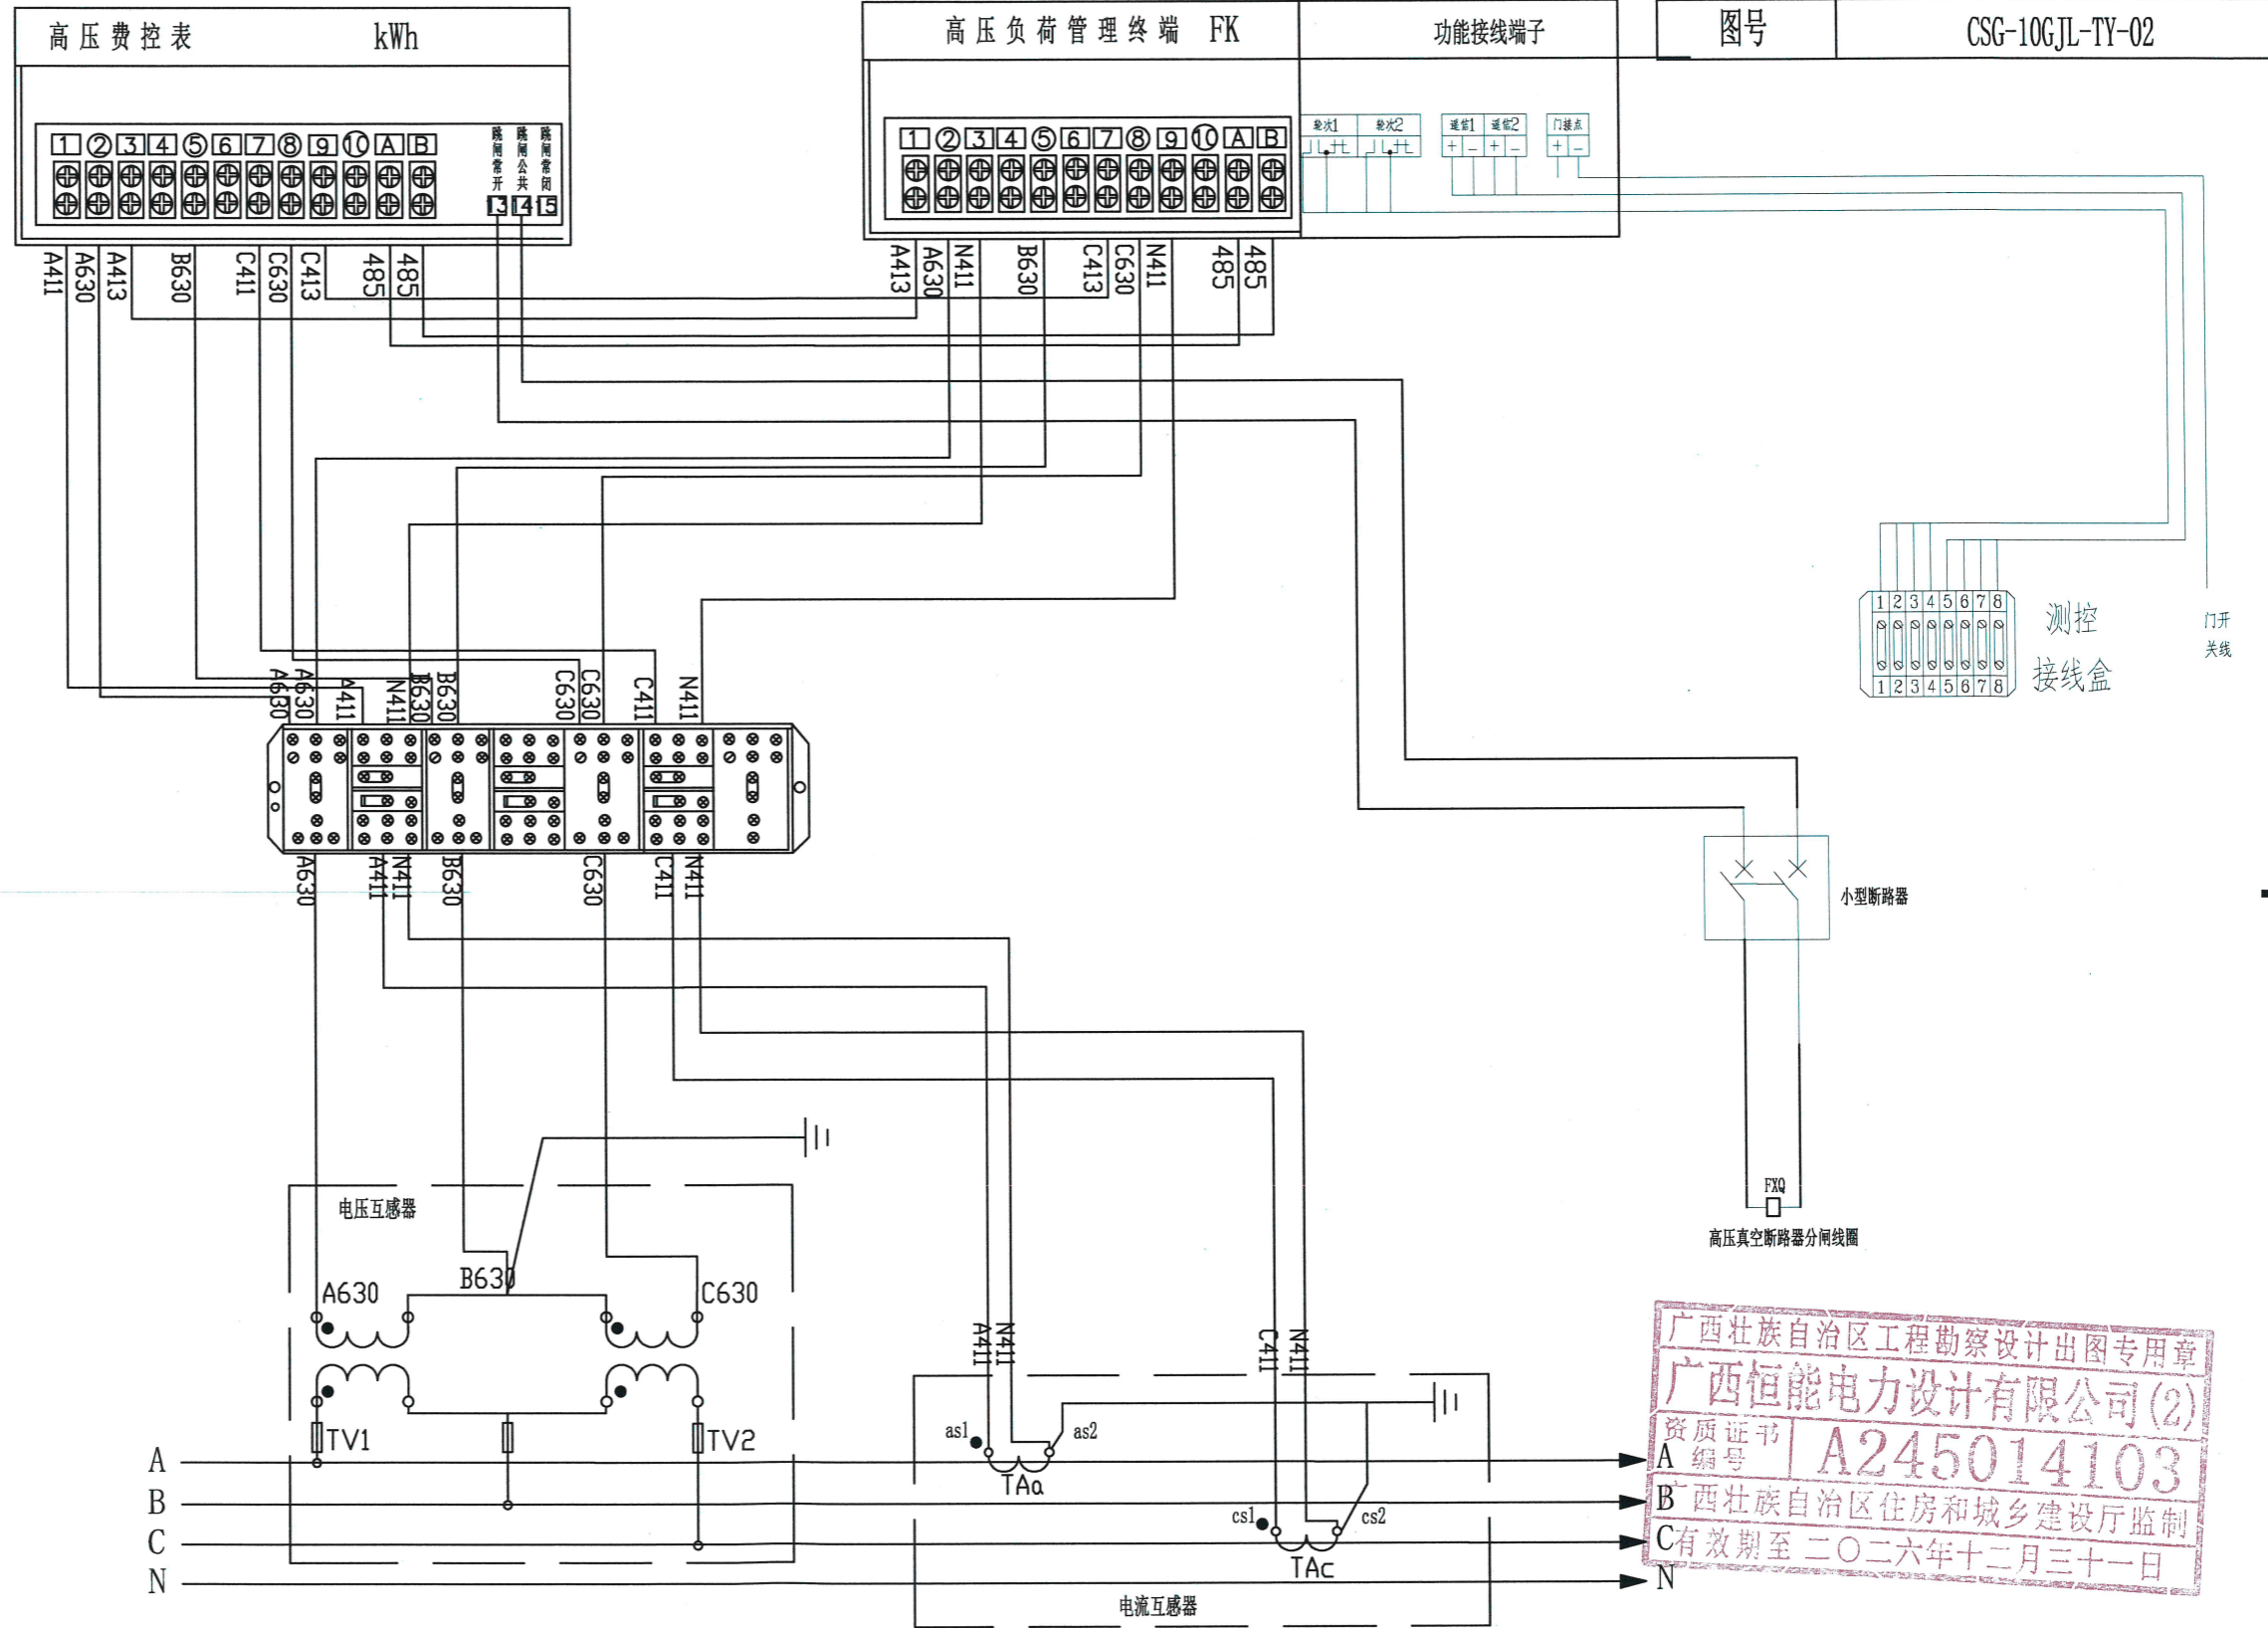 高压费控表 kWh
高压负荷管理终端 FK
功能接线端子
图号
CSG-10GJL-TY-02
1 ② 3 4 ⑤ 6 7 ⑧ 9 ⑩ A B
跳闸常开
跳闸公共
跳闸常闭
13 14 15
1 ② 3 4 ⑤ 6 7 ⑧ 9 ⑩ A B
轮次1 轮次2
遥信1 遥信2
门接点
+ - + -
+ -
A411 A630 A413 B630 C411 C630 C413 485 485
A413 A630 N411 B630 C413 C630 N411 485 485
1 2 3 4 5 6 7 8
1 2 3 4 5 6 7 8
测控
接线盒
门开
关线
A630 A630 A411 N411 B630 B630 C630 C630 C411 N411
A630 A411 N411 B630 C630 C411 N411
小型断路器
FXQ
高压真空断路器分闸线圈
电压互感器
A630
B630
C630
TV1
TV2
A411 N411
C411 N411
as1
as2
TAa
cs1
cs2
TAc
电流互感器
A
B
C
N
A
B
C
N
广西壮族自治区工程勘察设计出图专用章
广西恒能电力设计有限公司(2)
资质证书
编号
A245014103
广西壮族自治区住房和城乡建设厅监制
有效期至二〇二六年十二月三十一日